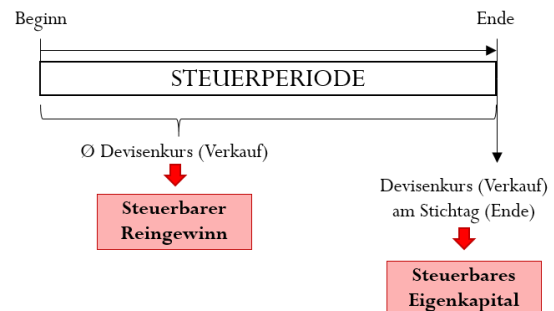 Beginn
Ende
STEUERPERIODE
Ø Devisenkurs (Verkauf)
Steuerbarer
Reingewinn
Devisenkurs (Verkauf)
am Stichtag (Ende)
Steuerbares
Eigenkapital